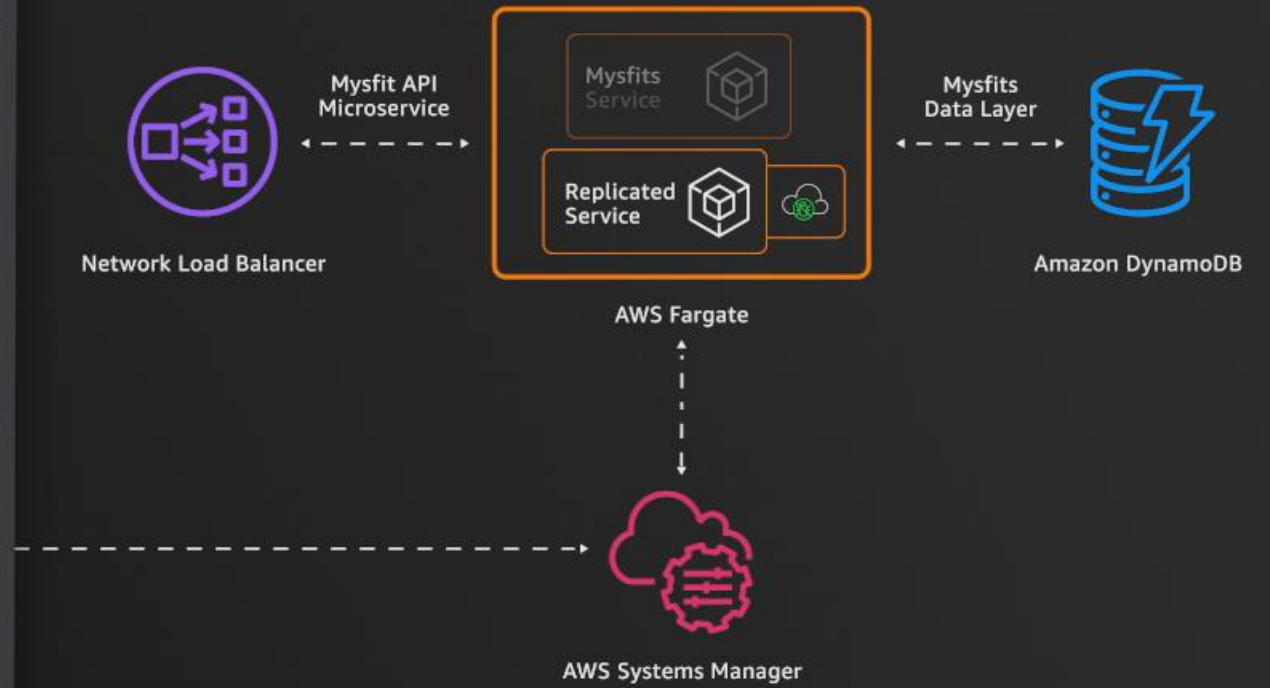 Mysfits
Service
Mysfit API
Microservice
Mysfits
Data Layer
Replicated
Service
Network Load Balancer
Amazon DynamoDB
AWS Fargate
AWS Systems Manager